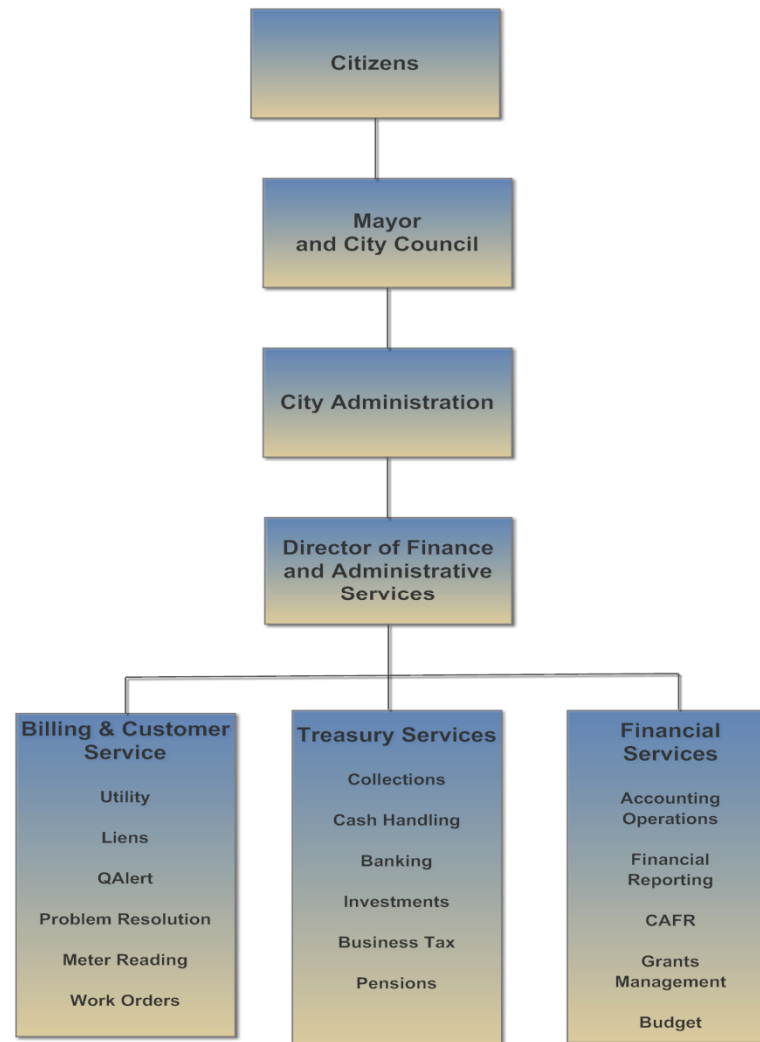 Citizens
Mayor
and City Council
City Administration
Director of Finance
and Administrative
Services
Billing & Customer
Service
Utility
Liens
QAlert
Problem Resolution
Meter Reading
Work Orders
Treasury Services
Collections
Cash Handling
Banking
Investments
Business Tax
Pensions
Financial
Services
Accounting
Operations
Financial
Reporting
CAFR
Grants
Management
Budget